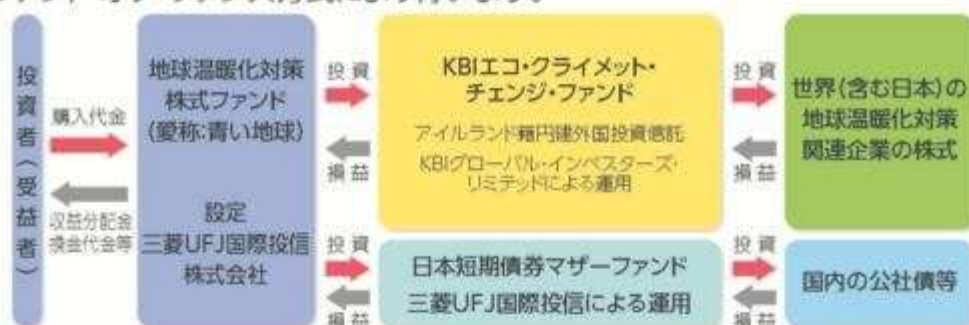 投資者(受益者)
購入代金
収益分配金
換金代金等
地球温暖化対策
株式ファンド
(愛称:青い地球)
設定
三菱UFJ国際投信
株式会社
投資
損益
KBIエコ・クライメット・
チェンジ・ファンド
アイルランド籍円建外国投資信託
KBIグローバル・インベスターズ・
リミテッドによる運用
投資
損益
世界(含む日本)の
地球温暖化対策
関連企業の株式
投資
損益
日本短期債券マザーファンド
三菱UFJ国際投信による運用
投資
損益
国内の公社債等